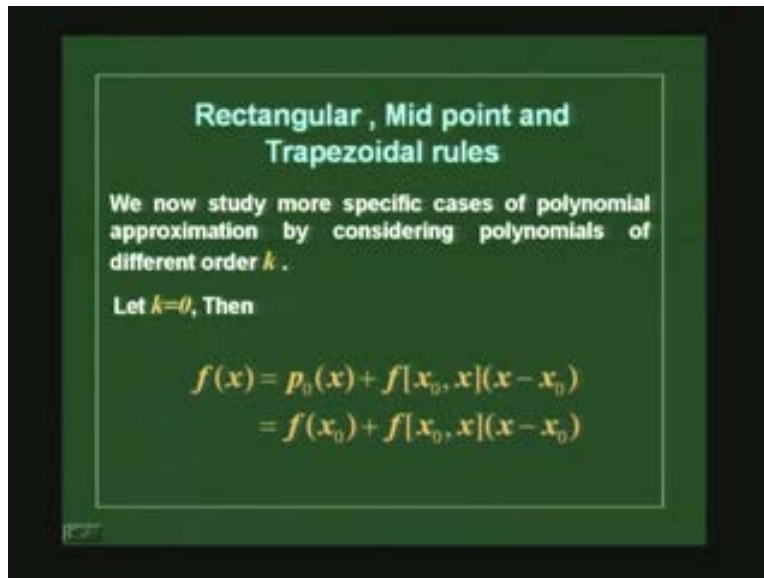 Rectangular , Mid point and
Trapezoidal rules
We now study more specific cases of polynomial
approximation by considering polynomials of
different order k .
Let k=0, Then
f(x) = p₀(x) + f[x₀, x](x − x₀)
= f(x₀) + f[x₀, x](x − x₀)